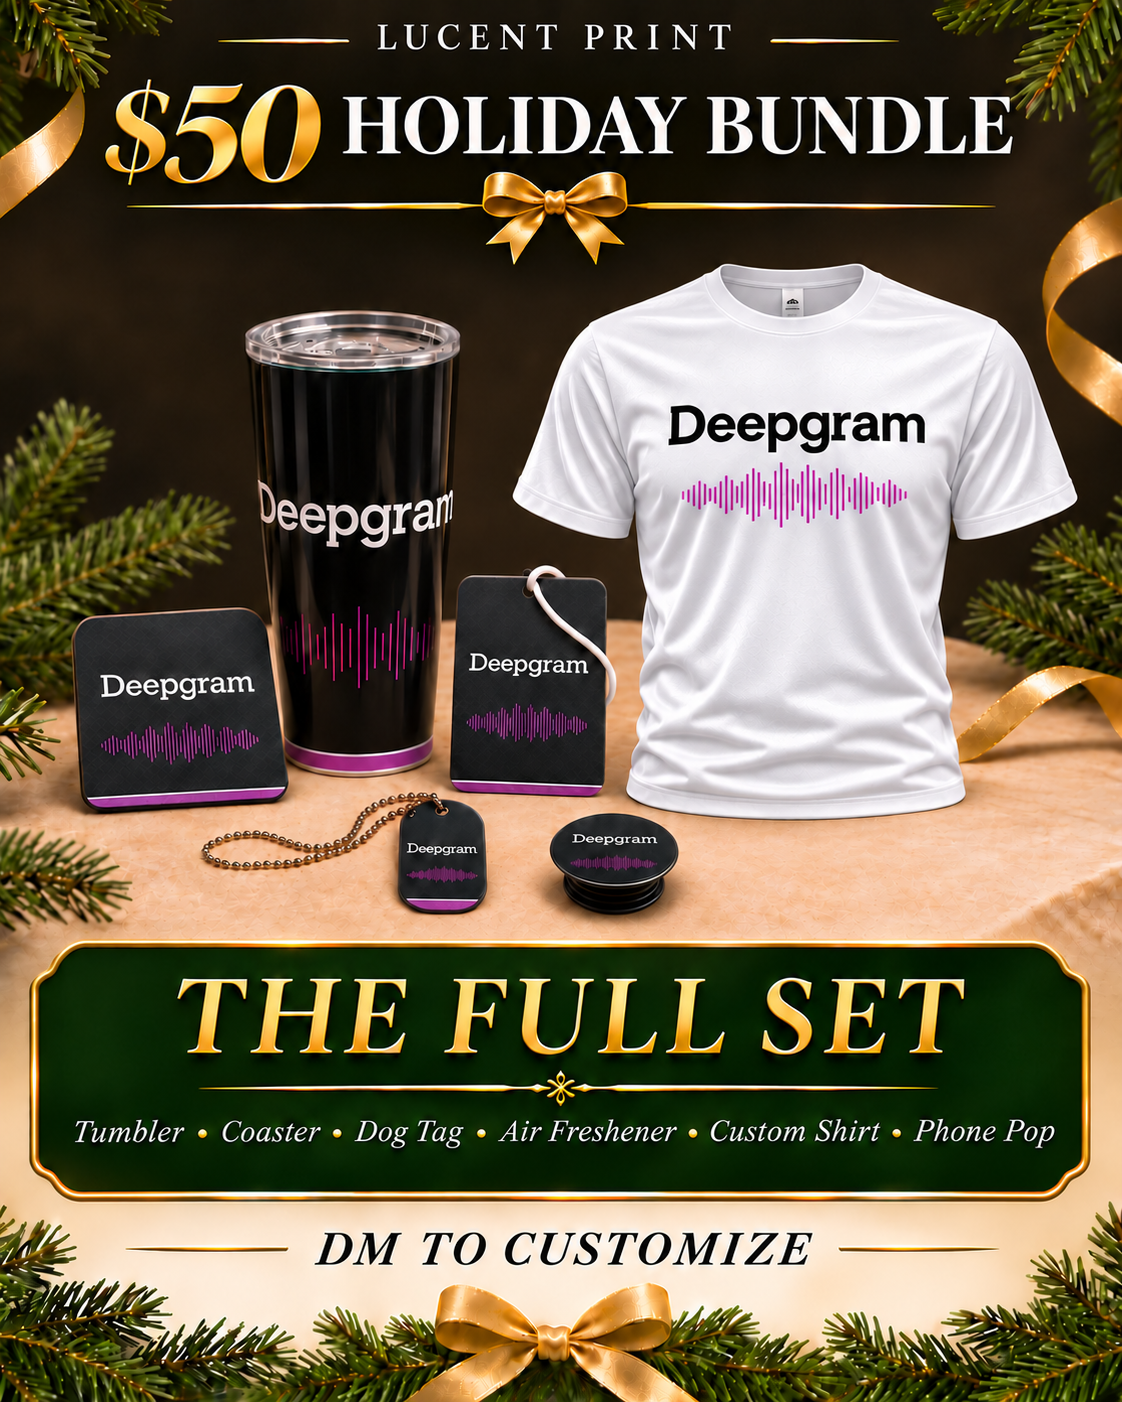 LUCENT PRINT
$50 HOLIDAY BUNDLE
Deepgram
Deepgram
Deepgram
Deepgram
Deepgram
Deepgram
THE FULL SET
Tumbler • Coaster • Dog Tag • Air Freshener • Custom Shirt • Phone Pop
DM TO CUSTOMIZE